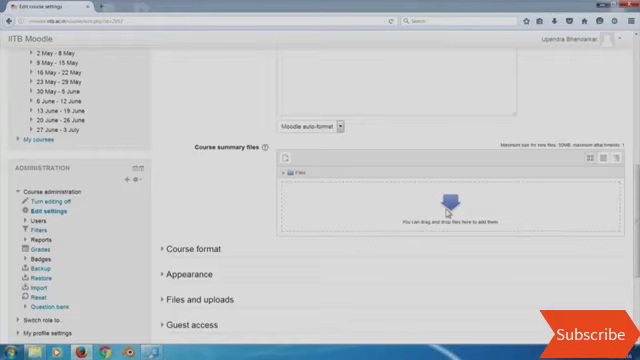 Edit course settings
Search
IITB Moodle
Upendra Bhandarkar
2 May - 8 May
9 May - 15 May
16 May - 22 May
23 May - 29 May
30 May - 5 June
6 June - 12 June
13 June - 19 June
20 June - 26 June
27 June - 3 July
My courses
Moodle auto-format
Course summary files
Maximum size for new files: 50MB, maximum attachments: 1
Files
You can drag and drop files here to add them.
ADMINISTRATION
Course administration
Turn editing off
Edit settings
Users
Filters
Reports
Grades
Badges
Backup
Restore
Import
Reset
Question bank
Switch role to...
My profile settings
Course format
Appearance
Files and uploads
Guest access
Subscribe